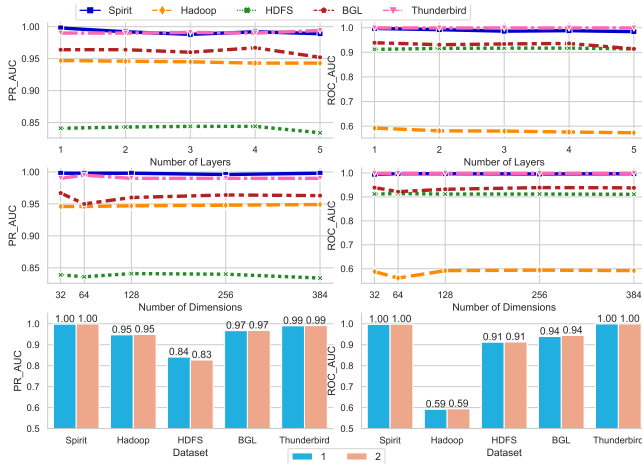 Spirit Hadoop HDFS BGL Thunderbird
1.00 0.95 0.90 0.85
PR_AUC
1 2 3 4 5
Number of Layers
1.0 0.9 0.8 0.7 0.6
ROC_AUC
1 2 3 4 5
Number of Layers
1.00 0.95 0.90 0.85
PR_AUC
32 64 128 256 384
Number of Dimensions
1.0 0.9 0.8 0.7 0.6
ROC_AUC
32 64 128 256 384
Number of Dimensions
1.0 0.9 0.8 0.7 0.6 0.5
PR_AUC
1.00 1.00 0.95 0.95 0.84 0.83 0.97 0.97 0.99 0.99
Spirit Hadoop HDFS BGL Thunderbird
Dataset
1.0 0.9 0.8 0.7 0.6 0.5
ROC_AUC
1.00 1.00 0.59 0.59 0.91 0.91 0.94 0.94 1.00 1.00
Spirit Hadoop HDFS BGL Thunderbird
Dataset
1 2